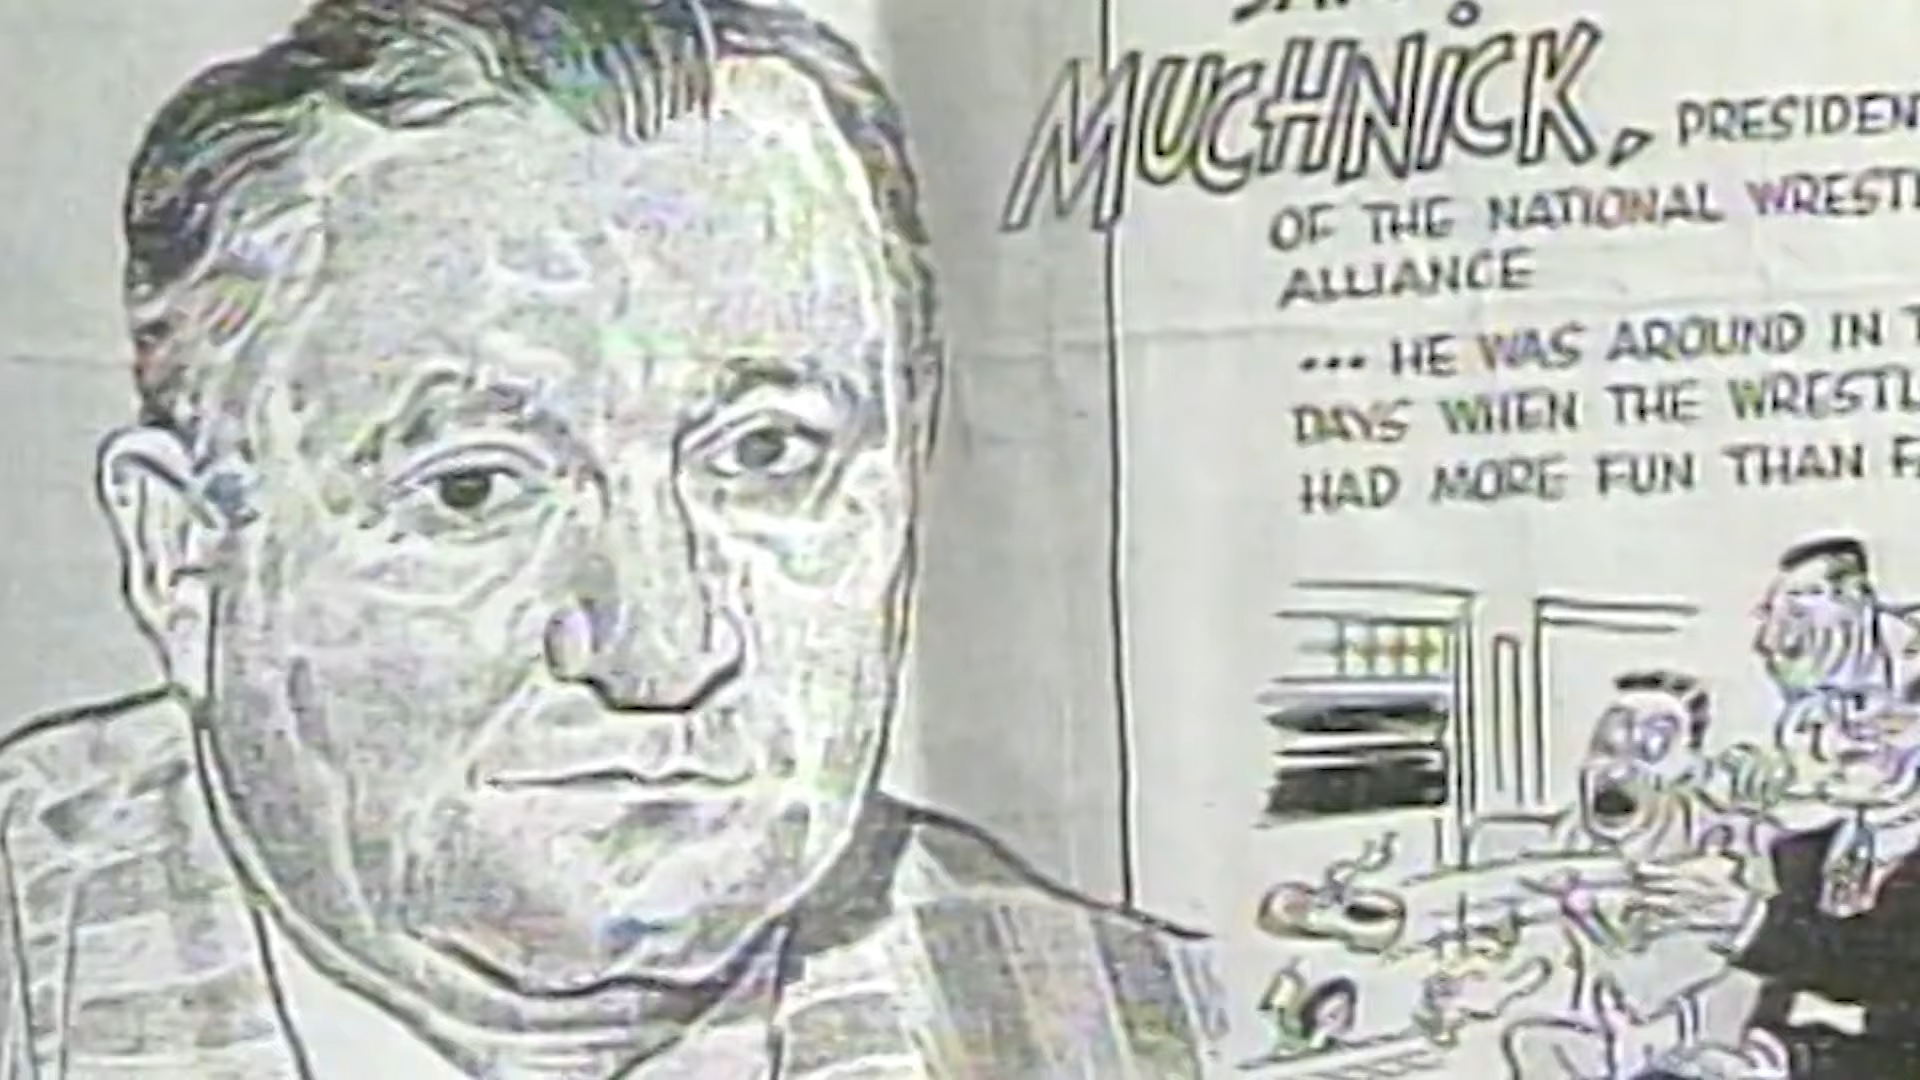 MUCHNICK, PRESIDEN
OF THE NATIONAL WRESTL
ALLIANCE
... HE WAS AROUND IN T
DAYS WHEN THE WRESTL
HAD MORE FUN THAN FA